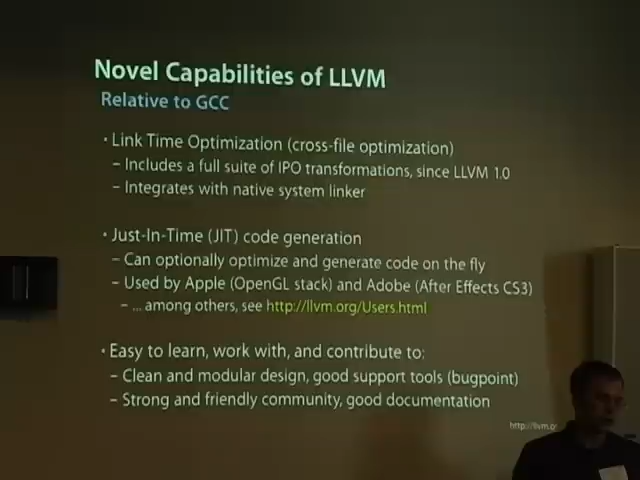 Novel Capabilities of LLVM
Relative to GCC
· Link Time Optimization (cross-file optimization)
– Includes a full suite of IPO transformations, since LLVM 1.0
– Integrates with native system linker
· Just-In-Time (JIT) code generation
– Can optionally optimize and generate code on the fly
– Used by Apple (OpenGL stack) and Adobe (After Effects CS3)
– ... among others, see http://llvm.org/Users.html
· Easy to learn, work with, and contribute to:
– Clean and modular design, good support tools (bugpoint)
– Strong and friendly community, good documentation
http://llvm.o